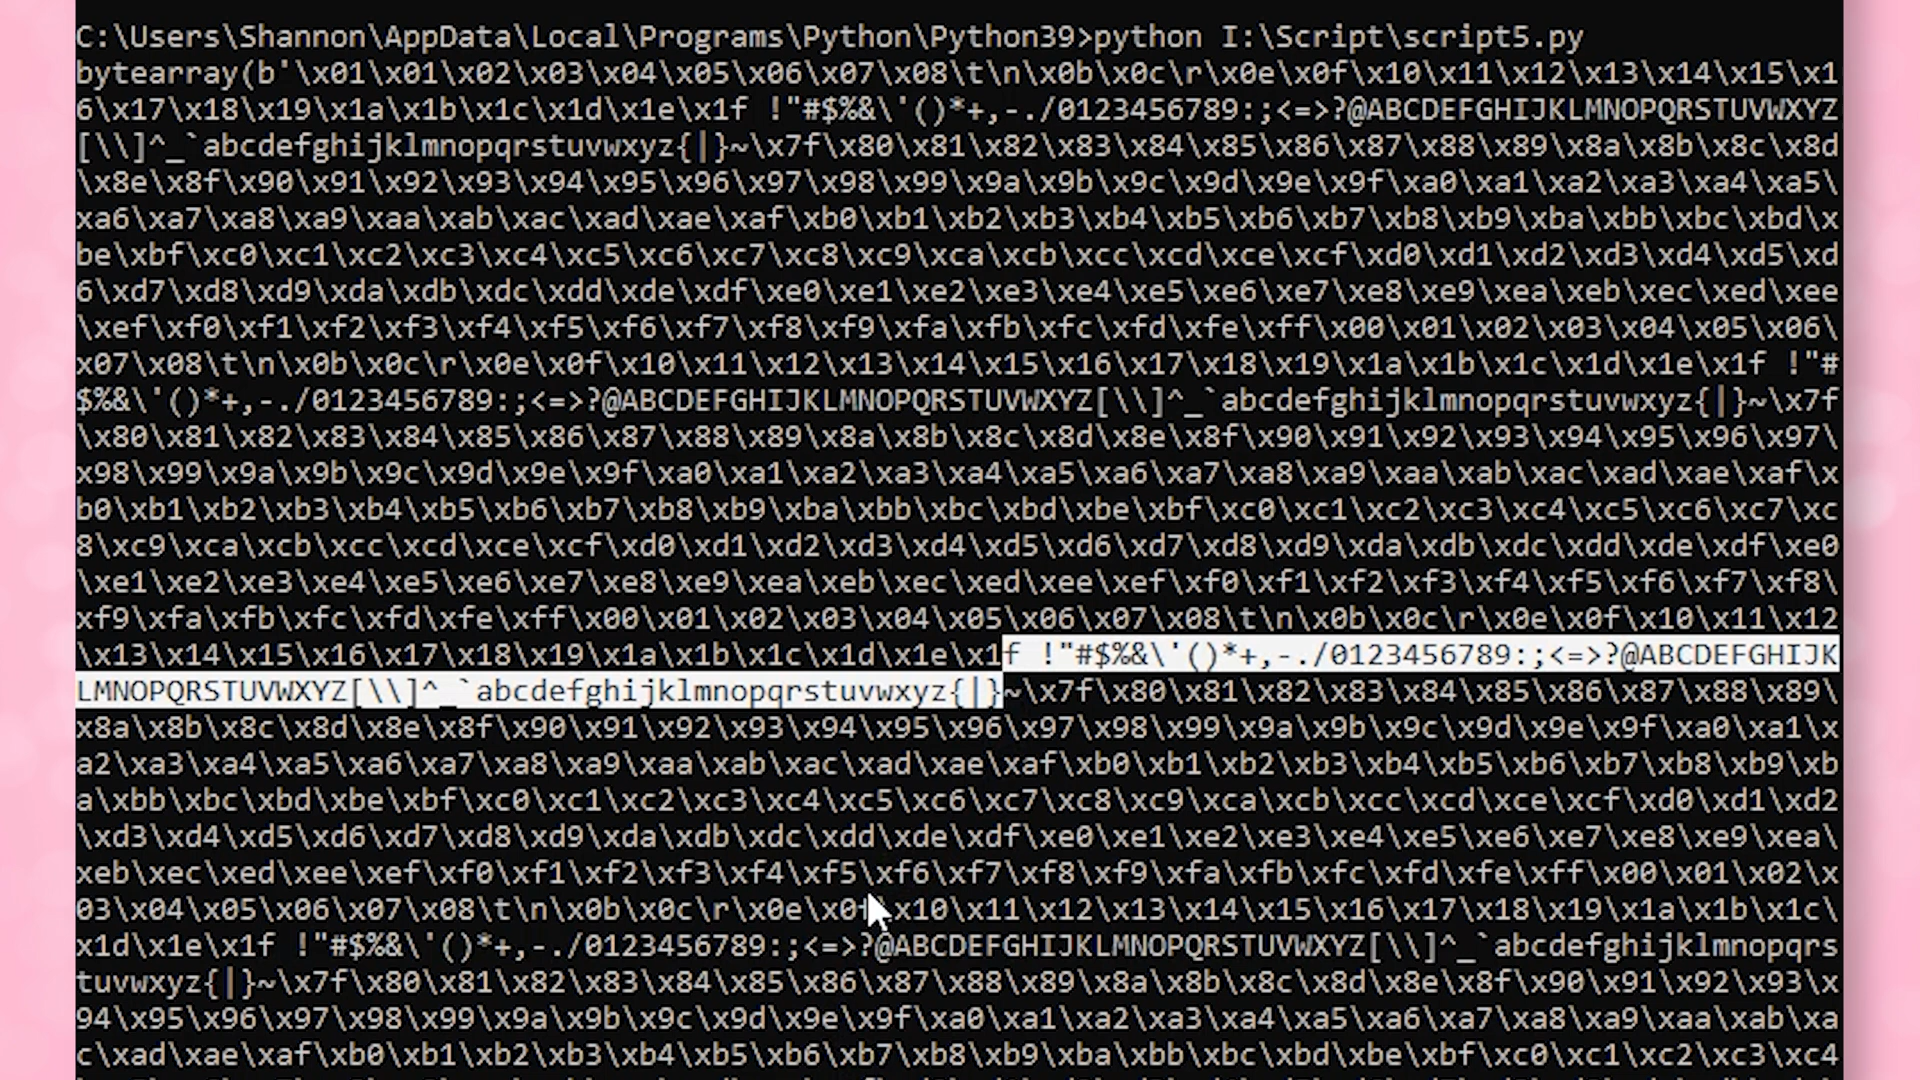 C:\Users\Shannon\AppData\Local\Programs\Python\Python39>python I:\Script\script5.py
bytearray(b'\x01\x01\x02\x03\x04\x05\x06\x07\x08\t\n\x0b\x0c\r\x0e\x0f\x10\x11\x12\x13\x14\x15\x1
6\x17\x18\x19\x1a\x1b\x1c\x1d\x1e\x1f !"#$%&\'()*+,-./0123456789:;<=>?@ABCDEFGHIJKLMNOPQRSTUVWXYZ
[\\]^_`abcdefghijklmnopqrstuvwxyz{|}~\x7f\x80\x81\x82\x83\x84\x85\x86\x87\x88\x89\x8a\x8b\x8c\x8d
\x8e\x8f\x90\x91\x92\x93\x94\x95\x96\x97\x98\x99\x9a\x9b\x9c\x9d\x9e\x9f\xa0\xa1\xa2\xa3\xa4\xa5\
xa6\xa7\xa8\xa9\xaa\xab\xac\xad\xae\xaf\xb0\xb1\xb2\xb3\xb4\xb5\xb6\xb7\xb8\xb9\xba\xbb\xbc\xbd\x
be\xbf\xc0\xc1\xc2\xc3\xc4\xc5\xc6\xc7\xc8\xc9\xca\xcb\xcc\xcd\xce\xcf\xd0\xd1\xd2\xd3\xd4\xd5\xd
6\xd7\xd8\xd9\xda\xdb\xdc\xdd\xde\xdf\xe0\xe1\xe2\xe3\xe4\xe5\xe6\xe7\xe8\xe9\xea\xeb\xec\xed\xee
\xef\xf0\xf1\xf2\xf3\xf4\xf5\xf6\xf7\xf8\xf9\xfa\xfb\xfc\xfd\xfe\xff\x00\x01\x02\x03\x04\x05\x06\
x07\x08\t\n\x0b\x0c\r\x0e\x0f\x10\x11\x12\x13\x14\x15\x16\x17\x18\x19\x1a\x1b\x1c\x1d\x1e\x1f !"#
$%&\'()*+,-./0123456789:;<=>?@ABCDEFGHIJKLMNOPQRSTUVWXYZ[\\]^_`abcdefghijklmnopqrstuvwxyz{|}~\x7f
\x80\x81\x82\x83\x84\x85\x86\x87\x88\x89\x8a\x8b\x8c\x8d\x8e\x8f\x90\x91\x92\x93\x94\x95\x96\x97\
x98\x99\x9a\x9b\x9c\x9d\x9e\x9f\xa0\xa1\xa2\xa3\xa4\xa5\xa6\xa7\xa8\xa9\xaa\xab\xac\xad\xae\xaf\x
b0\xb1\xb2\xb3\xb4\xb5\xb6\xb7\xb8\xb9\xba\xbb\xbc\xbd\xbe\xbf\xc0\xc1\xc2\xc3\xc4\xc5\xc6\xc7\xc
8\xc9\xca\xcb\xcc\xcd\xce\xcf\xd0\xd1\xd2\xd3\xd4\xd5\xd6\xd7\xd8\xd9\xda\xdb\xdc\xdd\xde\xdf\xe0
\xe1\xe2\xe3\xe4\xe5\xe6\xe7\xe8\xe9\xea\xeb\xec\xed\xee\xef\xf0\xf1\xf2\xf3\xf4\xf5\xf6\xf7\xf8\
xf9\xfa\xfb\xfc\xfd\xfe\xff\x00\x01\x02\x03\x04\x05\x06\x07\x08\t\n\x0b\x0c\r\x0e\x0f\x10\x11\x12
\x13\x14\x15\x16\x17\x18\x19\x1a\x1b\x1c\x1d\x1e\x1f !"#$%&\'()*+,-./0123456789:;<=>?@ABCDEFGHIJK
LMNOPQRSTUVWXYZ[\\]^_`abcdefghijklmnopqrstuvwxyz{|}~\x7f\x80\x81\x82\x83\x84\x85\x86\x87\x88\x89\
x8a\x8b\x8c\x8d\x8e\x8f\x90\x91\x92\x93\x94\x95\x96\x97\x98\x99\x9a\x9b\x9c\x9d\x9e\x9f\xa0\xa1\x
a2\xa3\xa4\xa5\xa6\xa7\xa8\xa9\xaa\xab\xac\xad\xae\xaf\xb0\xb1\xb2\xb3\xb4\xb5\xb6\xb7\xb8\xb9\xb
a\xbb\xbc\xbd\xbe\xbf\xc0\xc1\xc2\xc3\xc4\xc5\xc6\xc7\xc8\xc9\xca\xcb\xcc\xcd\xce\xcf\xd0\xd1\xd2
\xd3\xd4\xd5\xd6\xd7\xd8\xd9\xda\xdb\xdc\xdd\xde\xdf\xe0\xe1\xe2\xe3\xe4\xe5\xe6\xe7\xe8\xe9\xea\
xeb\xec\xed\xee\xef\xf0\xf1\xf2\xf3\xf4\xf5\xf6\xf7\xf8\xf9\xfa\xfb\xfc\xfd\xfe\xff\x00\x01\x02\x
03\x04\x05\x06\x07\x08\t\n\x0b\x0c\r\x0e\x0f\x10\x11\x12\x13\x14\x15\x16\x17\x18\x19\x1a\x1b\x1c\
x1d\x1e\x1f !"#$%&\'()*+,-./0123456789:;<=>?@ABCDEFGHIJKLMNOPQRSTUVWXYZ[\\]^_`abcdefghijklmnopqrs
tuvwxyz{|}~\x7f\x80\x81\x82\x83\x84\x85\x86\x87\x88\x89\x8a\x8b\x8c\x8d\x8e\x8f\x90\x91\x92\x93\x
94\x95\x96\x97\x98\x99\x9a\x9b\x9c\x9d\x9e\x9f\xa0\xa1\xa2\xa3\xa4\xa5\xa6\xa7\xa8\xa9\xaa\xab\xa
c\xad\xae\xaf\xb0\xb1\xb2\xb3\xb4\xb5\xb6\xb7\xb8\xb9\xba\xbb\xbc\xbd\xbe\xbf\xc0\xc1\xc2\xc3\xc4